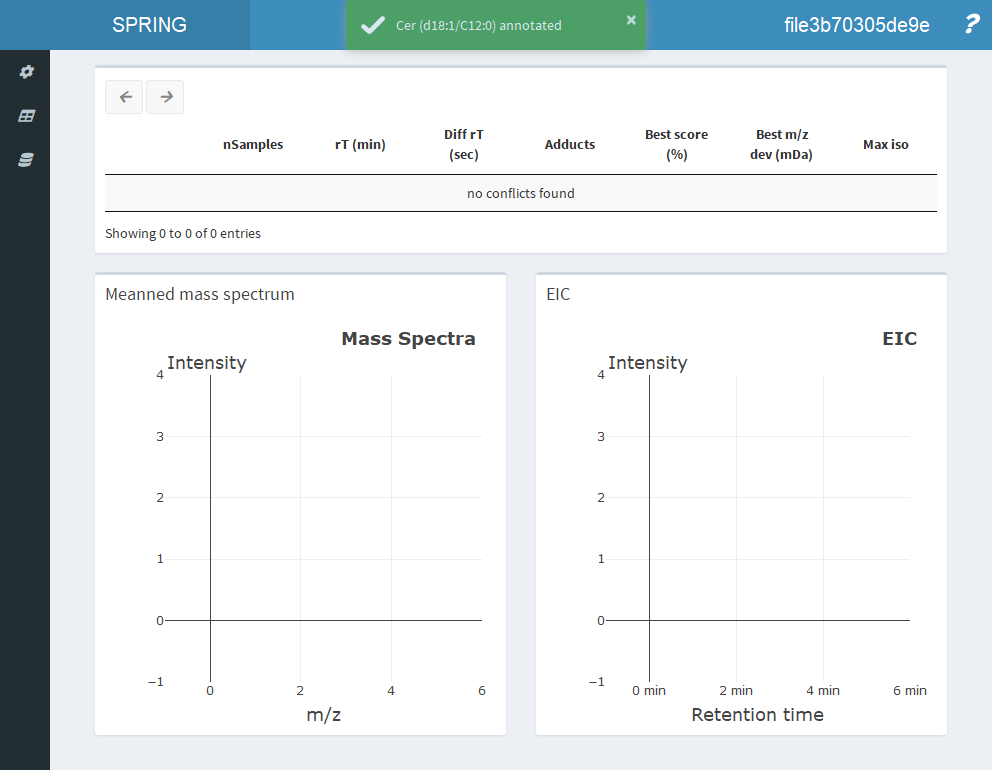 SPRING
Cer (d18:1/C12:0) annotated
×
file3b70305de9e
?
nSamples
rT (min)
Diff rT
(sec)
Adducts
Best score
(%)
Best m/z
dev (mDa)
Max iso
no conflicts found
Showing 0 to 0 of 0 entries
Meanned mass spectrum
Mass Spectra
Intensity
4
3
2
1
0
−1
0 2 4 6
m/z
EIC
EIC
Intensity
4
3
2
1
0
−1
0 min 2 min 4 min 6 min
Retention time